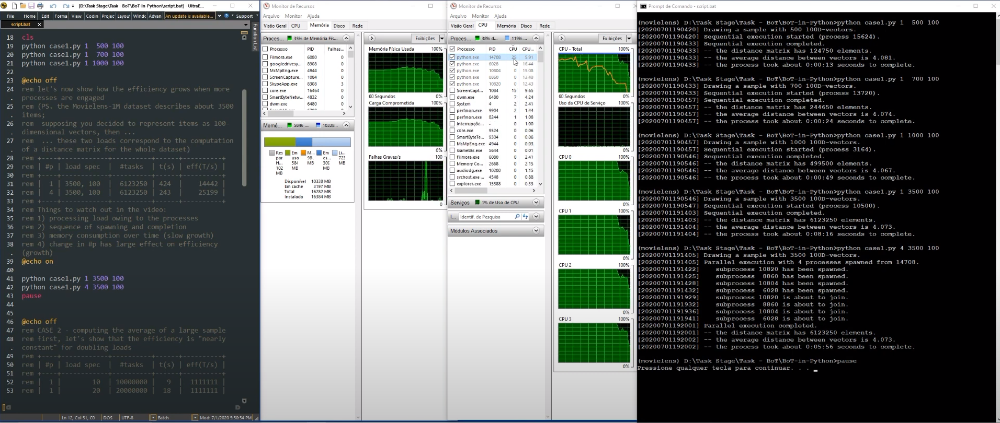 [D:\Task Stage\Task - BoT\BoT-in-Python\script.bat] - UltraE...
File Home Edit Forma View Codin Projec Layout Windc Advan An update is available... Support
script.bat
Function List
18 cls
19 python case1.py 1  500 100
20 python case1.py 1  700 100
21 python case1.py 1 1000 100
22
23 @echo off
24 rem let's now show how the efficiency grows when more
. processes are engaged
25 rem (PS. the Movielens-1M dataset describes about 3500
. items;
26 rem  supposing you decided to represent items as 100-
. dimensional vectors, then ...
27 rem  ... these two loads correspond to the computation
. of a distance matrix for the whole dataset)
28 rem +----+------------+---------+------+----------+
29 rem | #p | load spec  | #tasks  | t(s) | eff(T/s) |
30 rem +----+------------+---------+------+----------+
31 rem |  1 | 3500, 100  | 6123250 | 424  |    14442 |
32 rem |  4 | 3500, 100  | 6123250 | 243  |    25199 |
33 rem +----+------------+---------+------+----------+
34 rem Things to watch out in the video:
35 rem 1) processing load owing to the processes
36 rem 2) sequence of spawning and completion
37 rem 3) memory consumption over time (slow growth)
38 rem 4) change in #p has large effect on efficiency
. (growth)
39 @echo on
40
41 python case1.py 1 3500 100
42 python case1.py 4 3500 100
43 pause
44
45
46 @echo off
47 rem CASE 2 - computing the average of a large sample
48 rem first, let's show that the efficiency is "nearly
. constant" for doubling loads
49 rem +----+------------+----------+------+---------+
50 rem | #p | load spec  |  #tasks  | t(s) | eff(T/s) |
51 rem +----+------------+----------+------+---------+
52 rem |  1 |         10 | 10000000 |   9  | 1111111 |
53 rem |  1 |         20 | 20000000 |  18  | 1111111 |
Ln 12, Col 51, C0 DOS UTF-8 Batch Mod: 7/1/2020 5:50:54 PM
Monitor de Recursos
Arquivo Monitor Ajuda
Visão Geral CPU Memória Disco Rede
Proces... 35% de Memória Fís...
Processo PID Falhas...
Filmora.exe 6080 0
googledrivesy... 8908 0
MsMpEng.exe 4944 0
ScreenCapture... 1084 0
SkypeApp.exe 8308 3
core.exe 16464 0
SmartByteNetw... 4832 0
dwm.exe 6480 0
Memó... 5846 ... 10338...
Res par H... 102 MB
Em uso 584 MB
M... 98 MB
Em es... 309 MB
Li... 723 MB
Disponível 10338 MB
Em cache 3197 MB
Total 16282 MB
Instalada 16384 MB
Exibições
Memória Física Usada 100%
60 Segundos 0%
Carga Comprometida 100%
0%
Falhas Graves/s 100
0
Monitor de Recursos
Arquivo Monitor Ajuda
Visão Geral CPU Memória Disco Rede
Proces... 38% d... 119% ...
Processo PID CPU CPU...
python.exe 14708 25 5.91
python.exe 6028 0 16.44
python.exe 10804 0 15.08
python.exe 8860 0 13.48
python.exe 10820 0 12.43
ScreenCapt... 1084 15 9.65
dwm.exe 6480 7 4.24
System 4 2 2.41
perfmon.exe 9904 2 1.44
perfmon.exe 8244 1 1.08
Interrupçõe... - 0 1.00
core.exe 9524 0 0.06
SmartByteTe... 9304 0 0.06
MsMpEng.exe 4944 0 0.03
GameBar.exe 5644 0 0.01
Filmora.exe 6080 0 2.41
Memory Co... 2668 0 2.15
audiodg.exe 10200 0 1.15
svchost.exe ... 4548 0 0.88
explorer.exe 15388 0 0.33
Serviços 1% de Uso de CPU
I... Identif. de Pesquisa
Módulos Associados
Exibições
CPU - Total 100%
60 Segundos 0%
Uso da CPU de Serviço 100%
0%
CPU 0 100%
0%
CPU 1 100%
0%
CPU 2 100%
0%
CPU 3 100%
0%
Prompt de Comando - script.bat
(movielens) D:\Task Stage\Task - BoT\BoT-in-Python>python case1.py 1  500 100
[20200701190420] Drawing a sample with 500 100D-vectors.
[20200701190420] Sequential execution started (process 15624).
[20200701190433] Sequential execution completed.
[20200701190433] -- the distance matrix has 124750 elements.
[20200701190433] -- the average distance between vectors is 4.081.
[20200701190433] -- the process took about 0:00:13 seconds to complete.
(movielens) D:\Task Stage\Task - BoT\BoT-in-Python>python case1.py 1  700 100
[20200701190433] Drawing a sample with 700 100D-vectors.
[20200701190433] Sequential execution started (process 13720).
[20200701190457] Sequential execution completed.
[20200701190457] -- the distance matrix has 244650 elements.
[20200701190457] -- the average distance between vectors is 4.074.
[20200701190457] -- the process took about 0:00:24 seconds to complete.
(movielens) D:\Task Stage\Task - BoT\BoT-in-Python>python case1.py 1 1000 100
[20200701190457] Drawing a sample with 1000 100D-vectors.
[20200701190457] Sequential execution started (process 3164).
[20200701190546] Sequential execution completed.
[20200701190546] -- the distance matrix has 499500 elements.
[20200701190546] -- the average distance between vectors is 4.067.
[20200701190546] -- the process took about 0:00:49 seconds to complete.
(movielens) D:\Task Stage\Task - BoT\BoT-in-Python>python case1.py 1 3500 100
[20200701190546] Drawing a sample with 3500 100D-vectors.
[20200701190547] Sequential execution started (process 10500).
[20200701191403] Sequential execution completed.
[20200701191403] -- the distance matrix has 6123250 elements.
[20200701191404] -- the average distance between vectors is 4.073.
[20200701191404] -- the process took about 0:08:16 seconds to complete.
(movielens) D:\Task Stage\Task - BoT\BoT-in-Python>python case1.py 4 3500 100
[20200701191405] Drawing a sample with 3500 100D-vectors.
[20200701191405] Parallel execution with 4 processes spawned from 14708.
[20200701191422]    subprocess 10820 has been spawned.
[20200701191425]    subprocess  8860 has been spawned.
[20200701191428]    subprocess 10804 has been spawned.
[20200701191432]    subprocess  6028 has been spawned.
[20200701191929]    subprocess 10820 is about to join.
[20200701191932]    subprocess  8860 is about to join.
[20200701191936]    subprocess 10804 is about to join.
[20200701191941]    subprocess  6028 is about to join.
[20200701192001] Parallel execution completed.
[20200701192001] -- the distance matrix has 6123250 elements.
[20200701192002] -- the average distance between vectors is 4.073.
[20200701192002] -- the process took about 0:05:56 seconds to complete.
(movielens) D:\Task Stage\Task - BoT\BoT-in-Python>pause
Pressione qualquer tecla para continuar. . .